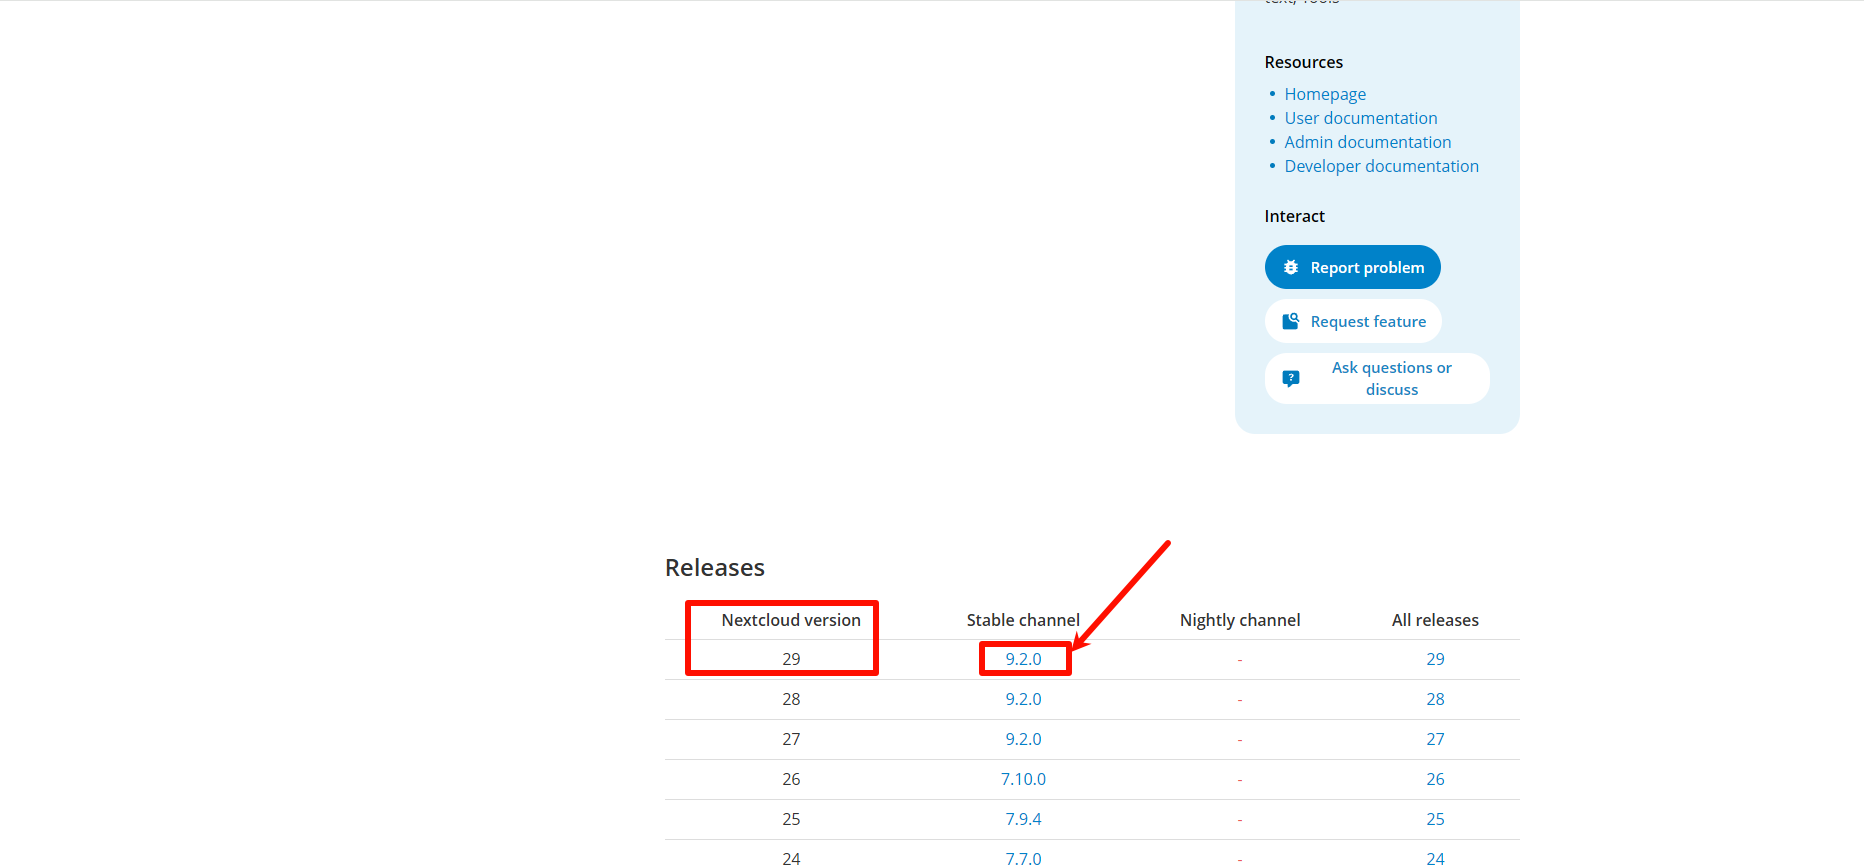 Resources
• Homepage
• User documentation
• Admin documentation
• Developer documentation
Interact
Report problem
Request feature
Ask questions or
discuss
Releases
Nextcloud version Stable channel Nightly channel All releases
29 9.2.0 - 29
28 9.2.0 - 28
27 9.2.0 - 27
26 7.10.0 - 26
25 7.9.4 - 25
24 7.7.0 - 24